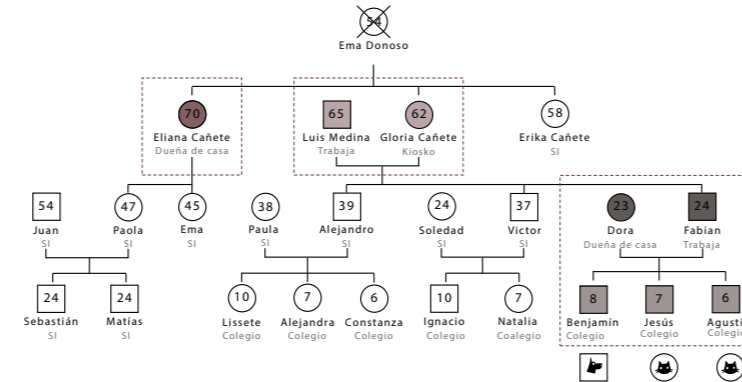 54
Ema Donoso
70 65 62 58
Eliana Cañete Luis Medina Gloria Cañete Erika Cañete
Dueña de casa Trabaja Kiosko SI
54 47 45 38 39 24 37 23 24
Juan Paola Ema Paula Alejandro Soledad Victor Dora Fabian
SI SI SI SI SI SI SI Dueña de casa Trabaja
24 24 10 7 6 10 7 8 7 6
Sebastián Matías Lissete Alejandra Constanza Ignacio Natalia Benjamín Jesús Agustí
SI SI Colegio Colegio Colegio Colegio Coalegio Colegio Colegio Colegio